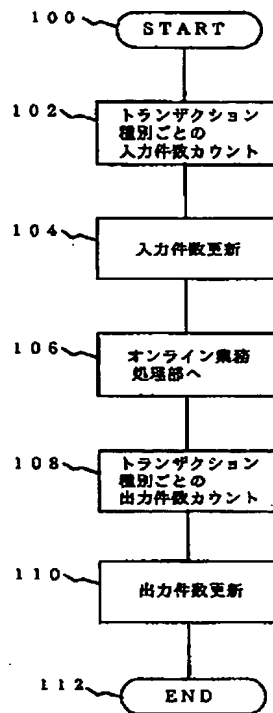 100
START
102
トランザクション
種別ごとの
入力件数カウント
104
入力件数更新
106
オンライン業務
処理部へ
108
トランザクション
種別ごとの
出力件数カウント
110
出力件数更新
112
END